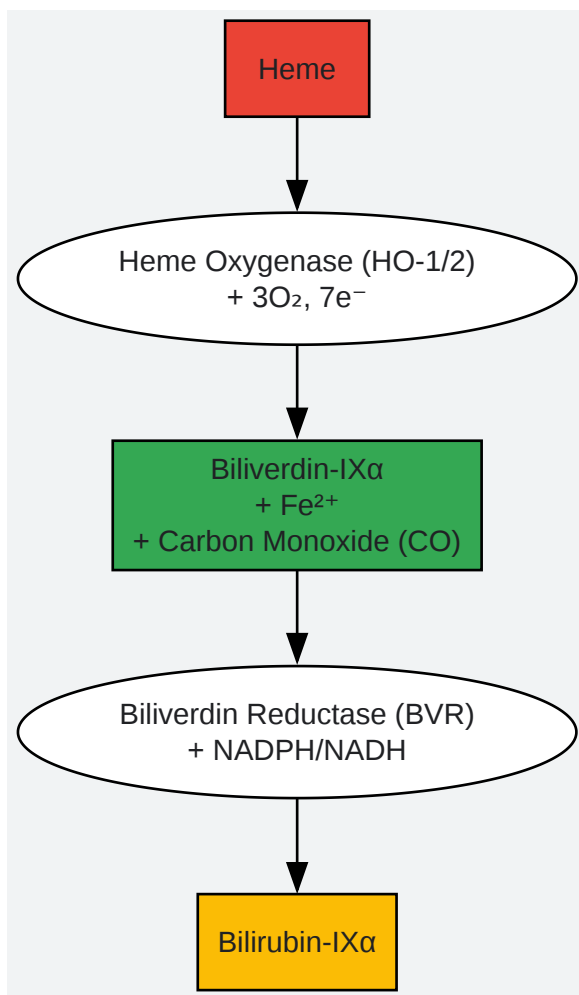 Heme
Heme Oxygenase (HO-1/2)
+ 3O₂, 7e⁻
Biliverdin-IXα
+ Fe²⁺
+ Carbon Monoxide (CO)
Biliverdin Reductase (BVR)
+ NADPH/NADH
Bilirubin-IXα